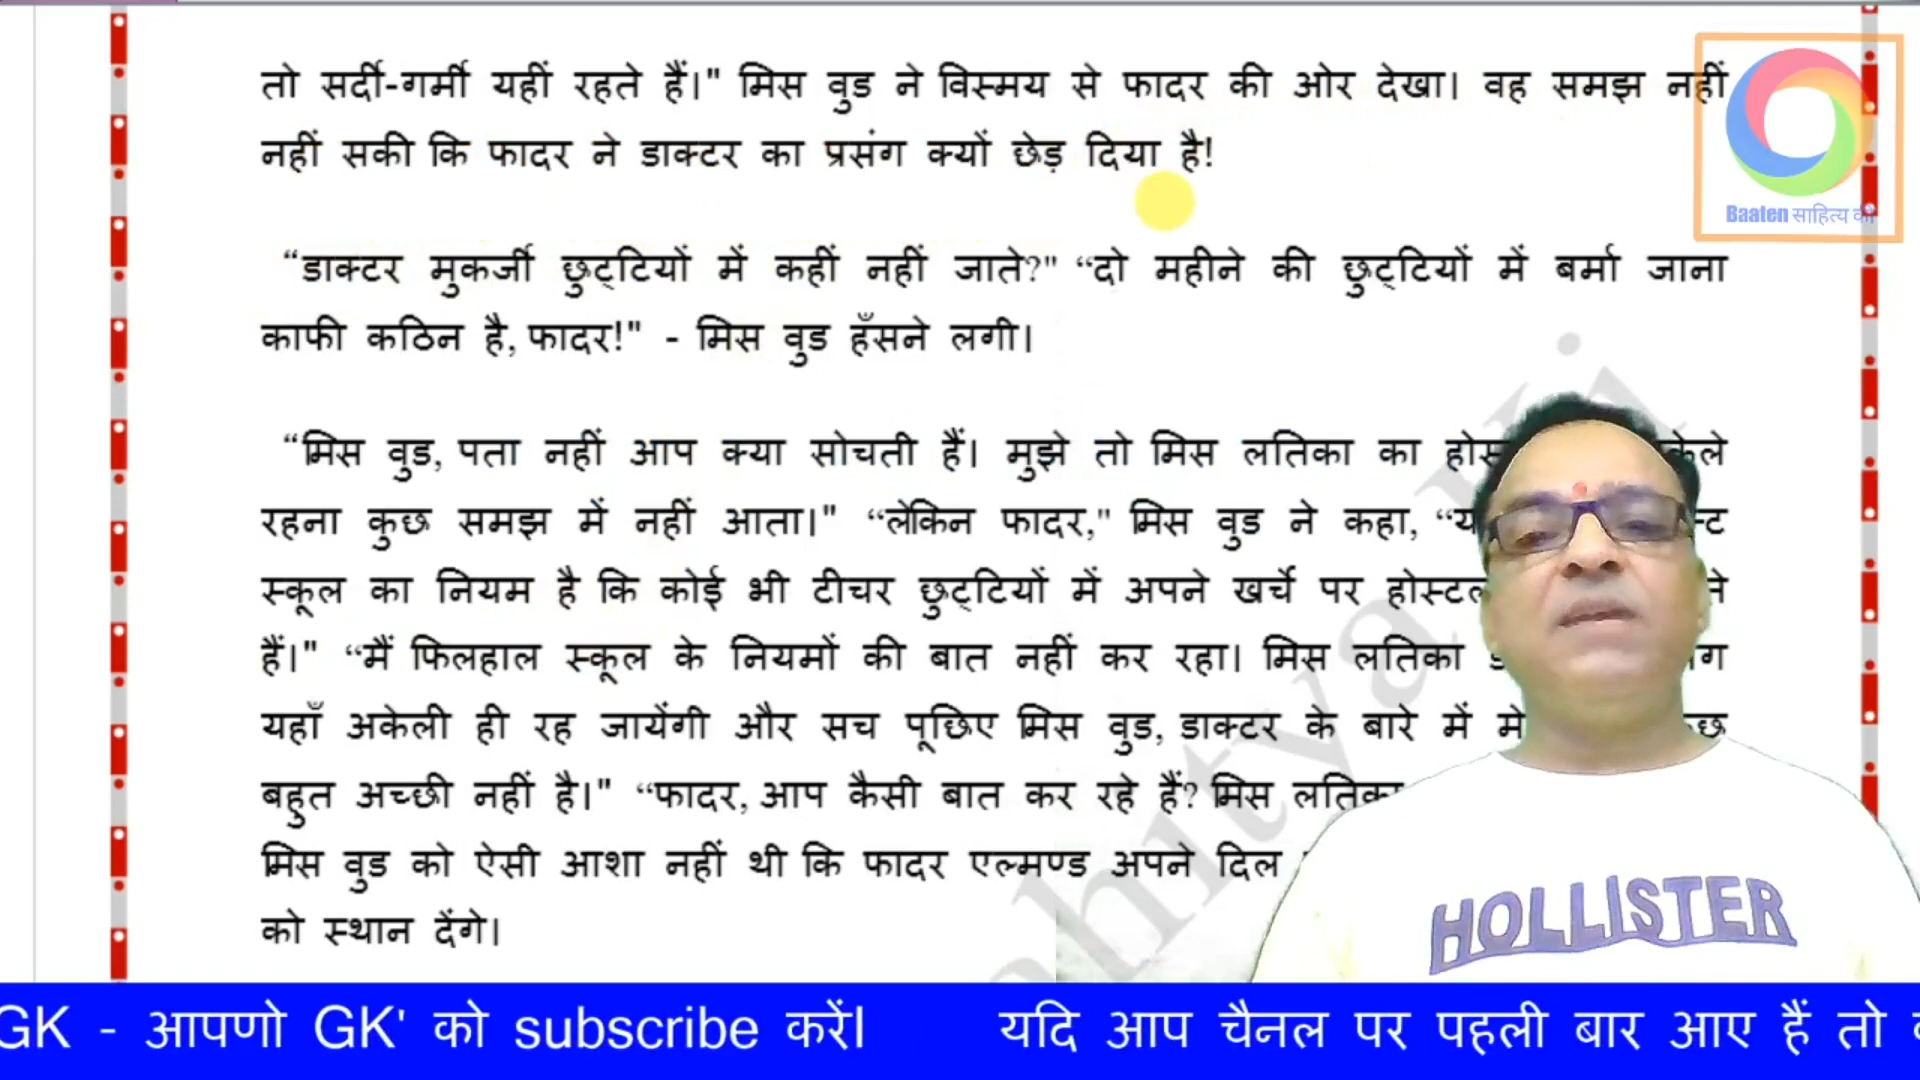 तो सर्दी-गर्मी यहीं रहते हैं।" मिस वुड ने विस्मय से फादर की ओर देखा। वह समझ नहीं
नहीं सकी कि फादर ने डाक्टर का प्रसंग क्यों छेड़ दिया है!
Baaten साहित्य की
“डाक्टर मुकर्जी छुट्टियों में कहीं नहीं जाते?" “दो महीने की छुट्टियों में बर्मा जाना
काफी कठिन है, फादर!" - मिस वुड हँसने लगी।
“मिस वुड, पता नहीं आप क्या सोचती हैं। मुझे तो मिस लतिका का
रहना कुछ समझ में नहीं आता।" “लेकिन फादर," मिस वुड ने कहा,
स्कूल का नियम है कि कोई भी टीचर छुट्टियों में अपने खर्चे पर
हैं।" “मैं फिलहाल स्कूल के नियमों की बात नहीं कर रहा। मिस लतिका
यहाँ अकेली ही रह जायेंगी और सच पूछिए मिस वुड, डाक्टर के बारे में
बहुत अच्छी नहीं है।" “फादर, आप कैसी बात कर रहे हैं? मिस लतिका
मिस वुड को ऐसी आशा नहीं थी कि फादर एल्मण्ड अपने दिल
को स्थान देंगे।
HOLLISTER
GK - आपणो GK' को subscribe करें। यदि आप चैनल पर पहली बार आए हैं तो